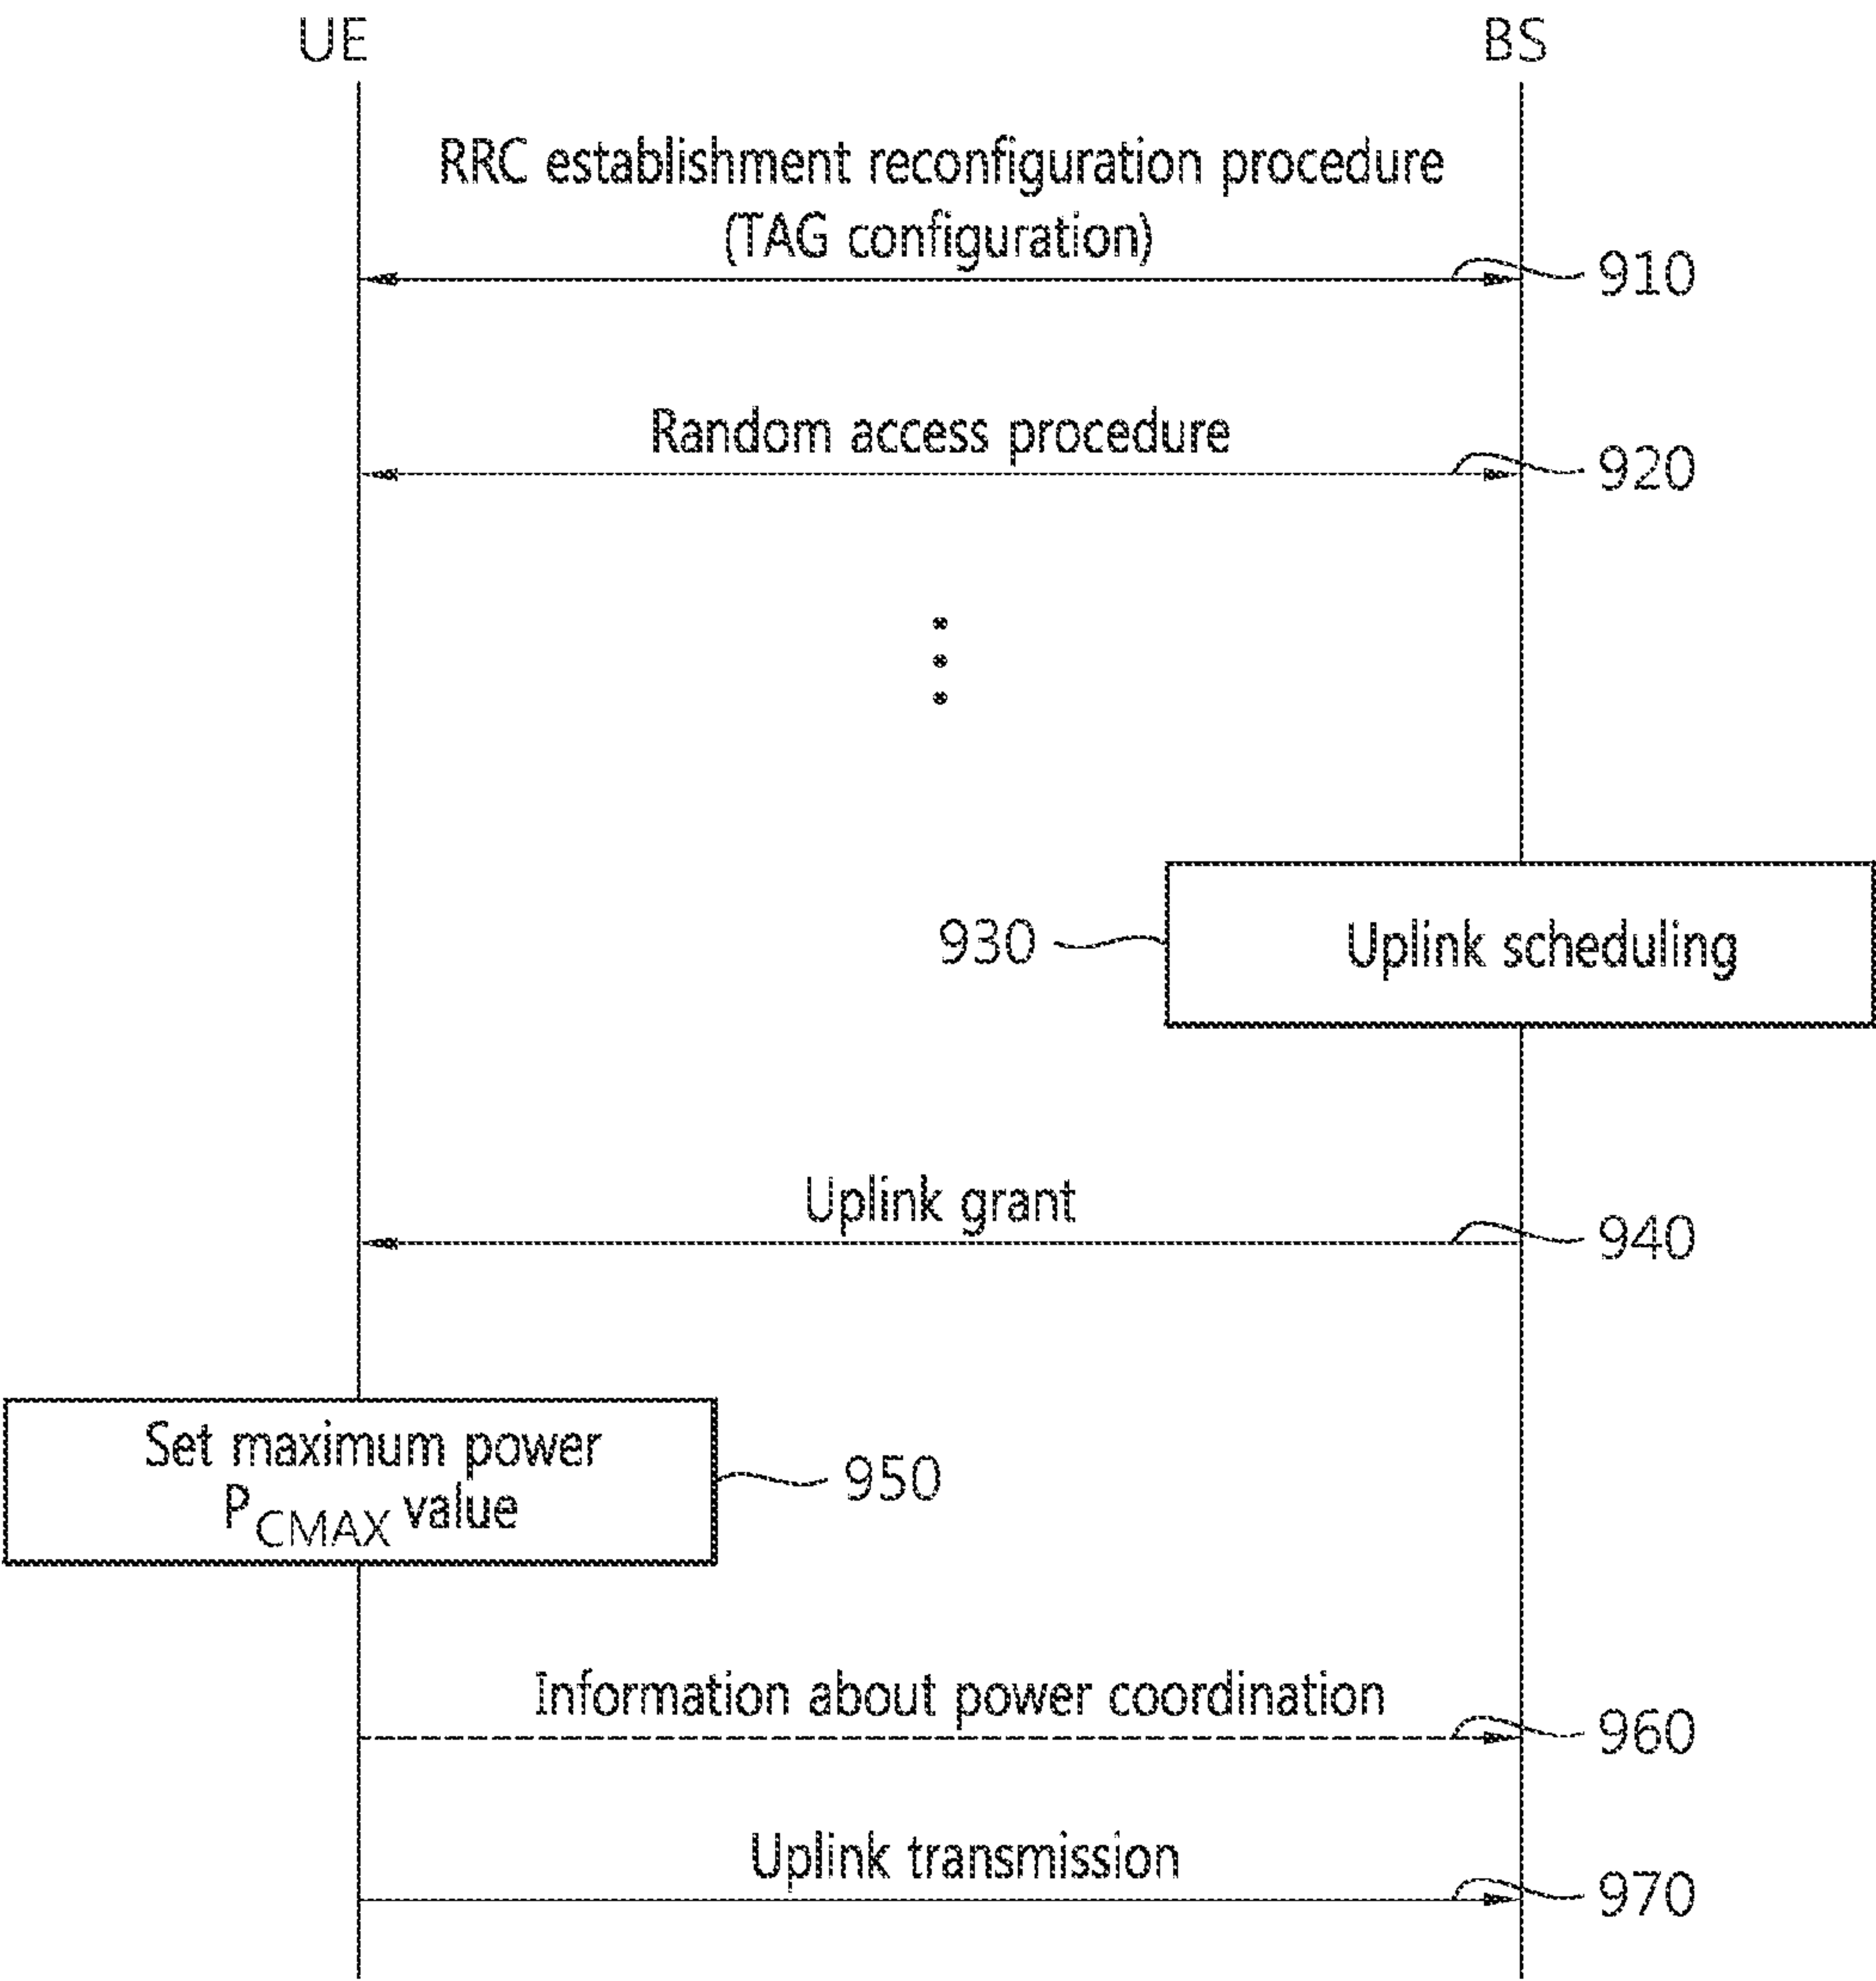 UE BS
RRC establishment reconfiguration procedure
(TAG configuration)
910
Random access procedure
920
930
Uplink scheduling
Uplink grant
940
Set maximum power
PCMAX value
950
Information about power coordination
960
Uplink transmission
970